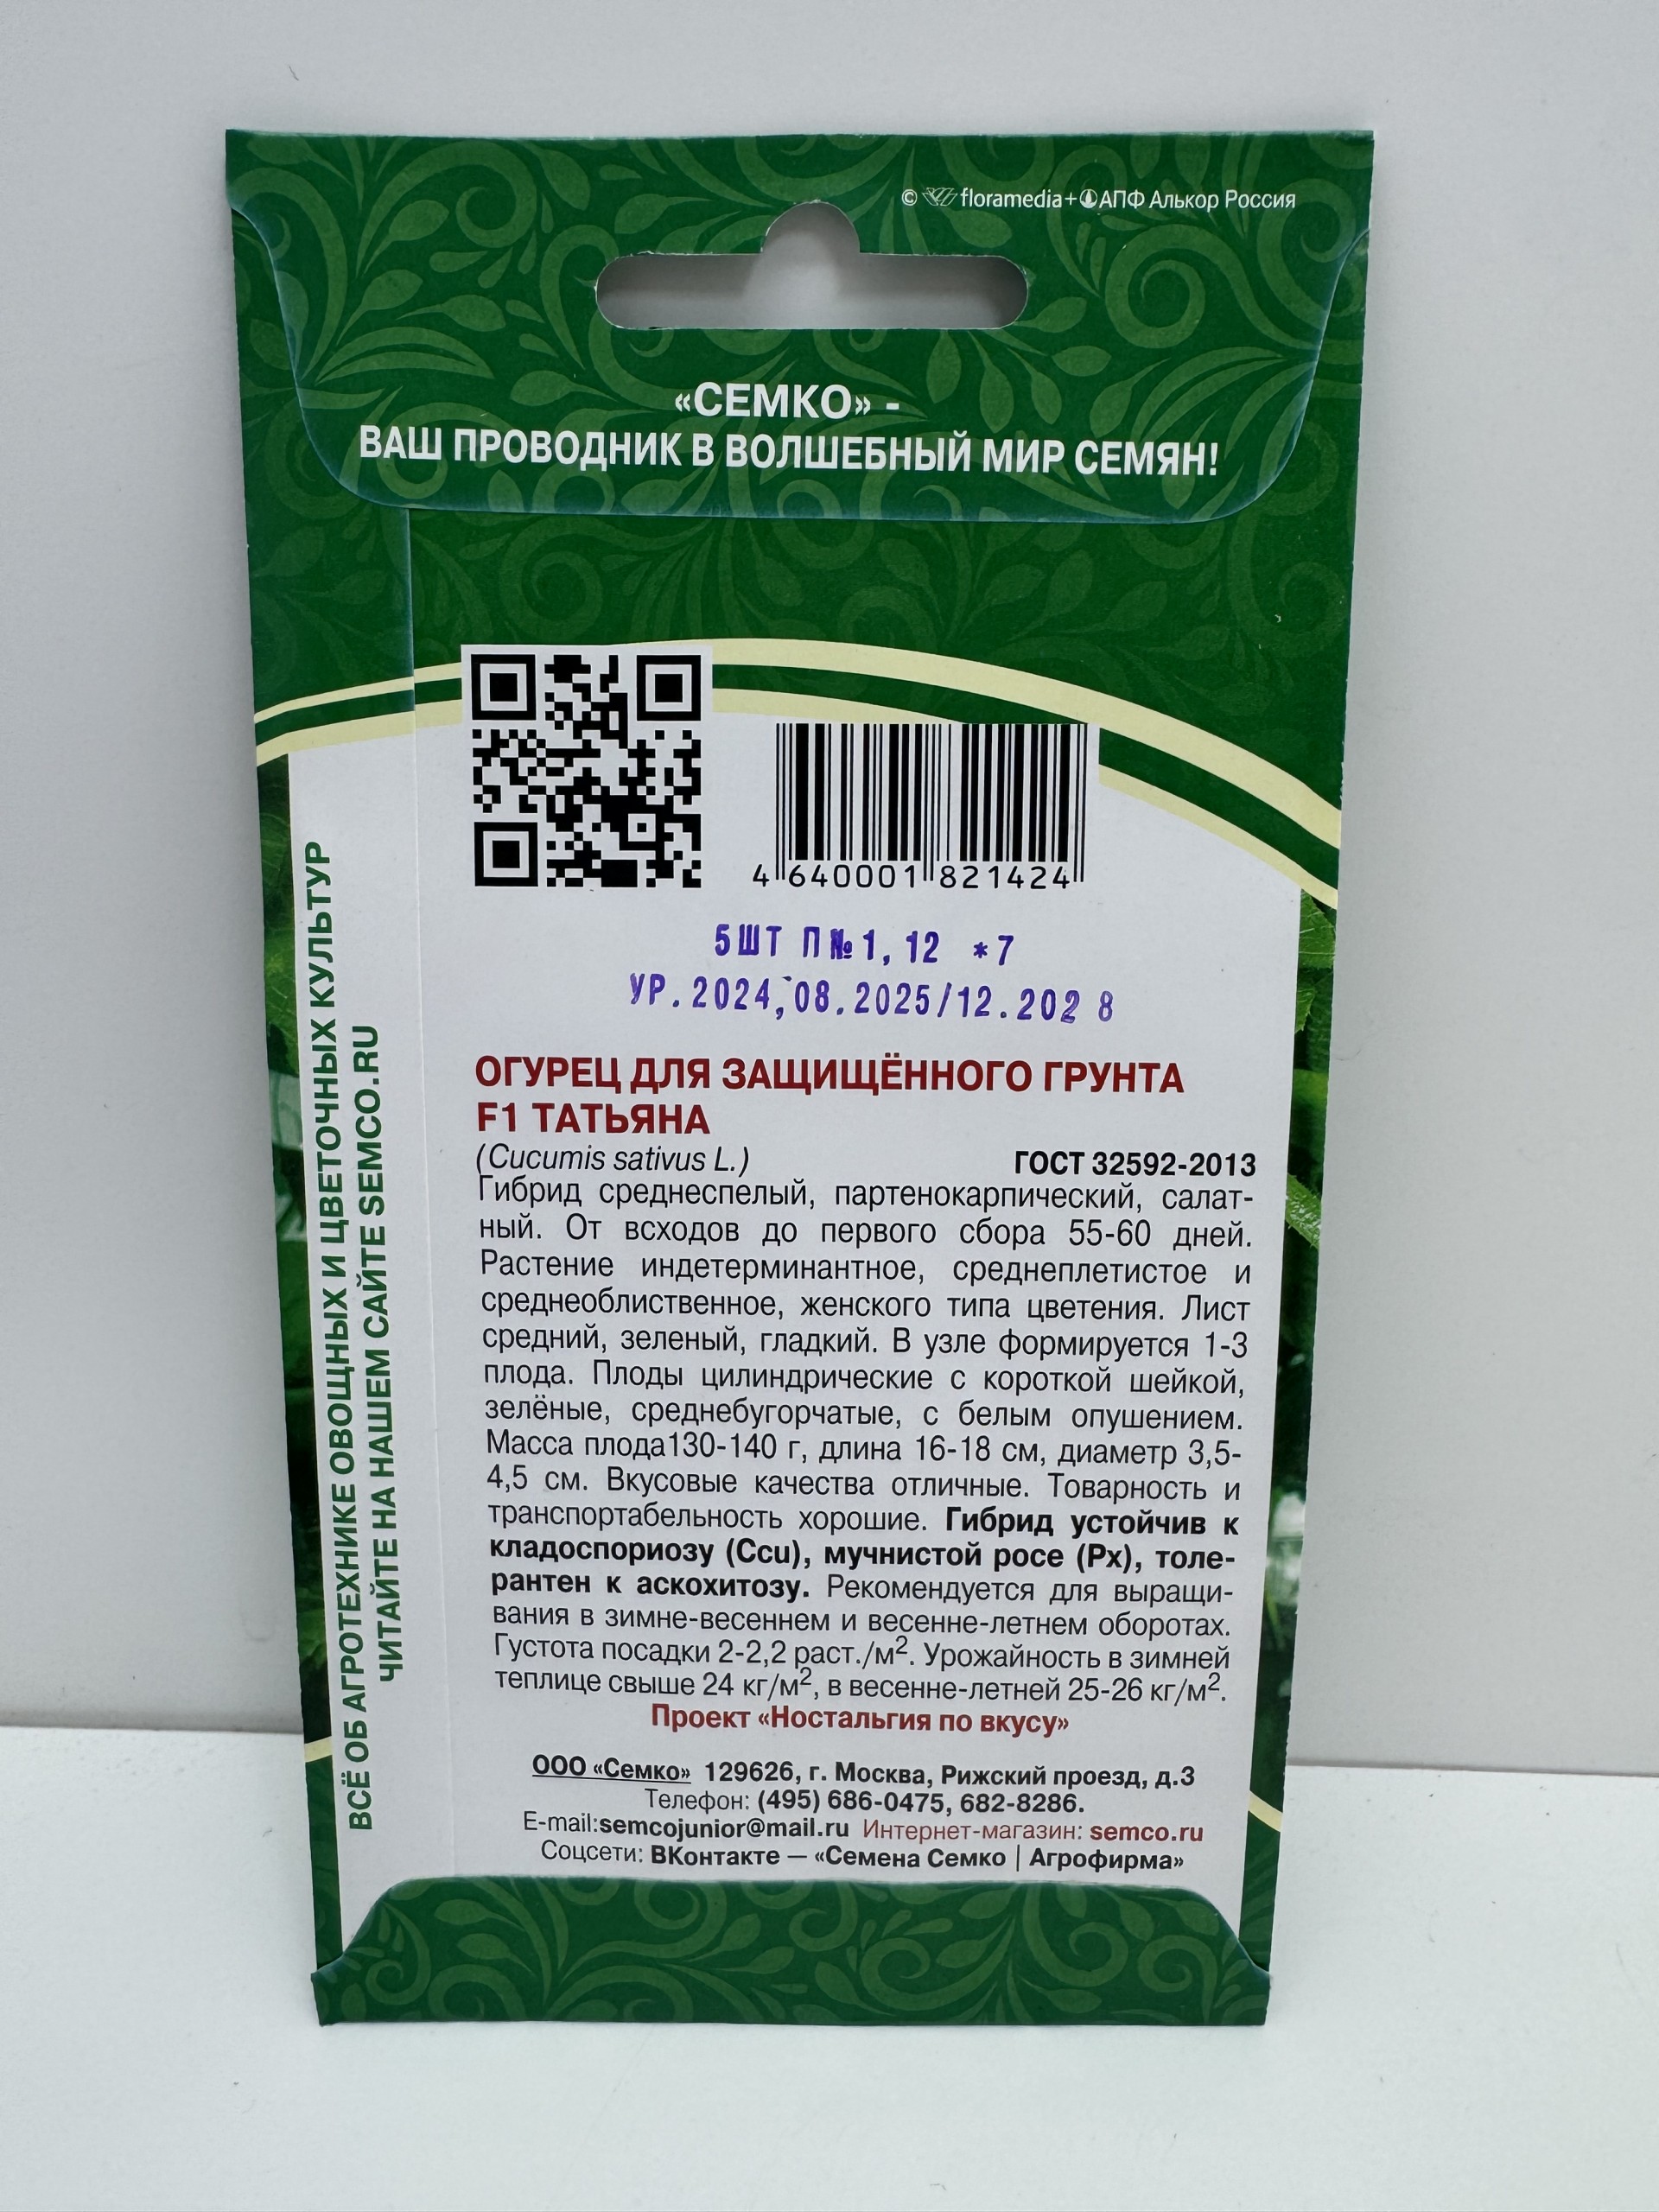 © floramedia+АПФ Алькор Россия
«СЕМКО» -
ВАШ ПРОВОДНИК В ВОЛШЕБНЫЙ МИР СЕМЯН!
4 640001 821424
5ШТ П№1, 12 *7
УР.2024, 08.2025/12.2028
ОГУРЕЦ ДЛЯ ЗАЩИЩЁННОГО ГРУНТА
F1 ТАТЬЯНА
(Cucumis sativus L.) ГОСТ 32592-2013
Гибрид среднеспелый, партенокарпический, салат-
ный. От всходов до первого сбора 55-60 дней.
Растение индетерминантное, среднеплетистое и
среднеоблиственное, женского типа цветения. Лист
средний, зеленый, гладкий. В узле формируется 1-3
плода. Плоды цилиндрические с короткой шейкой,
зелёные, среднебугорчатые, с белым опушением.
Масса плода130-140 г, длина 16-18 см, диаметр 3,5-
4,5 см. Вкусовые качества отличные. Товарность и
транспортабельность хорошие. Гибрид устойчив к
кладоспориозу (Ccu), мучнистой росе (Px), толе-
рантен к аскохитозу. Рекомендуется для выращи-
вания в зимне-весеннем и весенне-летнем оборотах.
Густота посадки 2-2,2 раст./м². Урожайность в зимней
теплице свыше 24 кг/м², в весенне-летней 25-26 кг/м².
Проект «Ностальгия по вкусу»
ООО «Семко» 129626, г. Москва, Рижский проезд, д.3
Телефон: (495) 686-0475, 682-8286.
E-mail:semcojunior@mail.ru Интернет-магазин: semco.ru
Соцсети: ВКонтакте — «Семена Семко | Агрофирма»
ВСЁ ОБ АГРОТЕХНИКЕ ОВОЩНЫХ И ЦВЕТОЧНЫХ КУЛЬТУР
ЧИТАЙТЕ НА НАШЕМ САЙТЕ SEMCO.RU